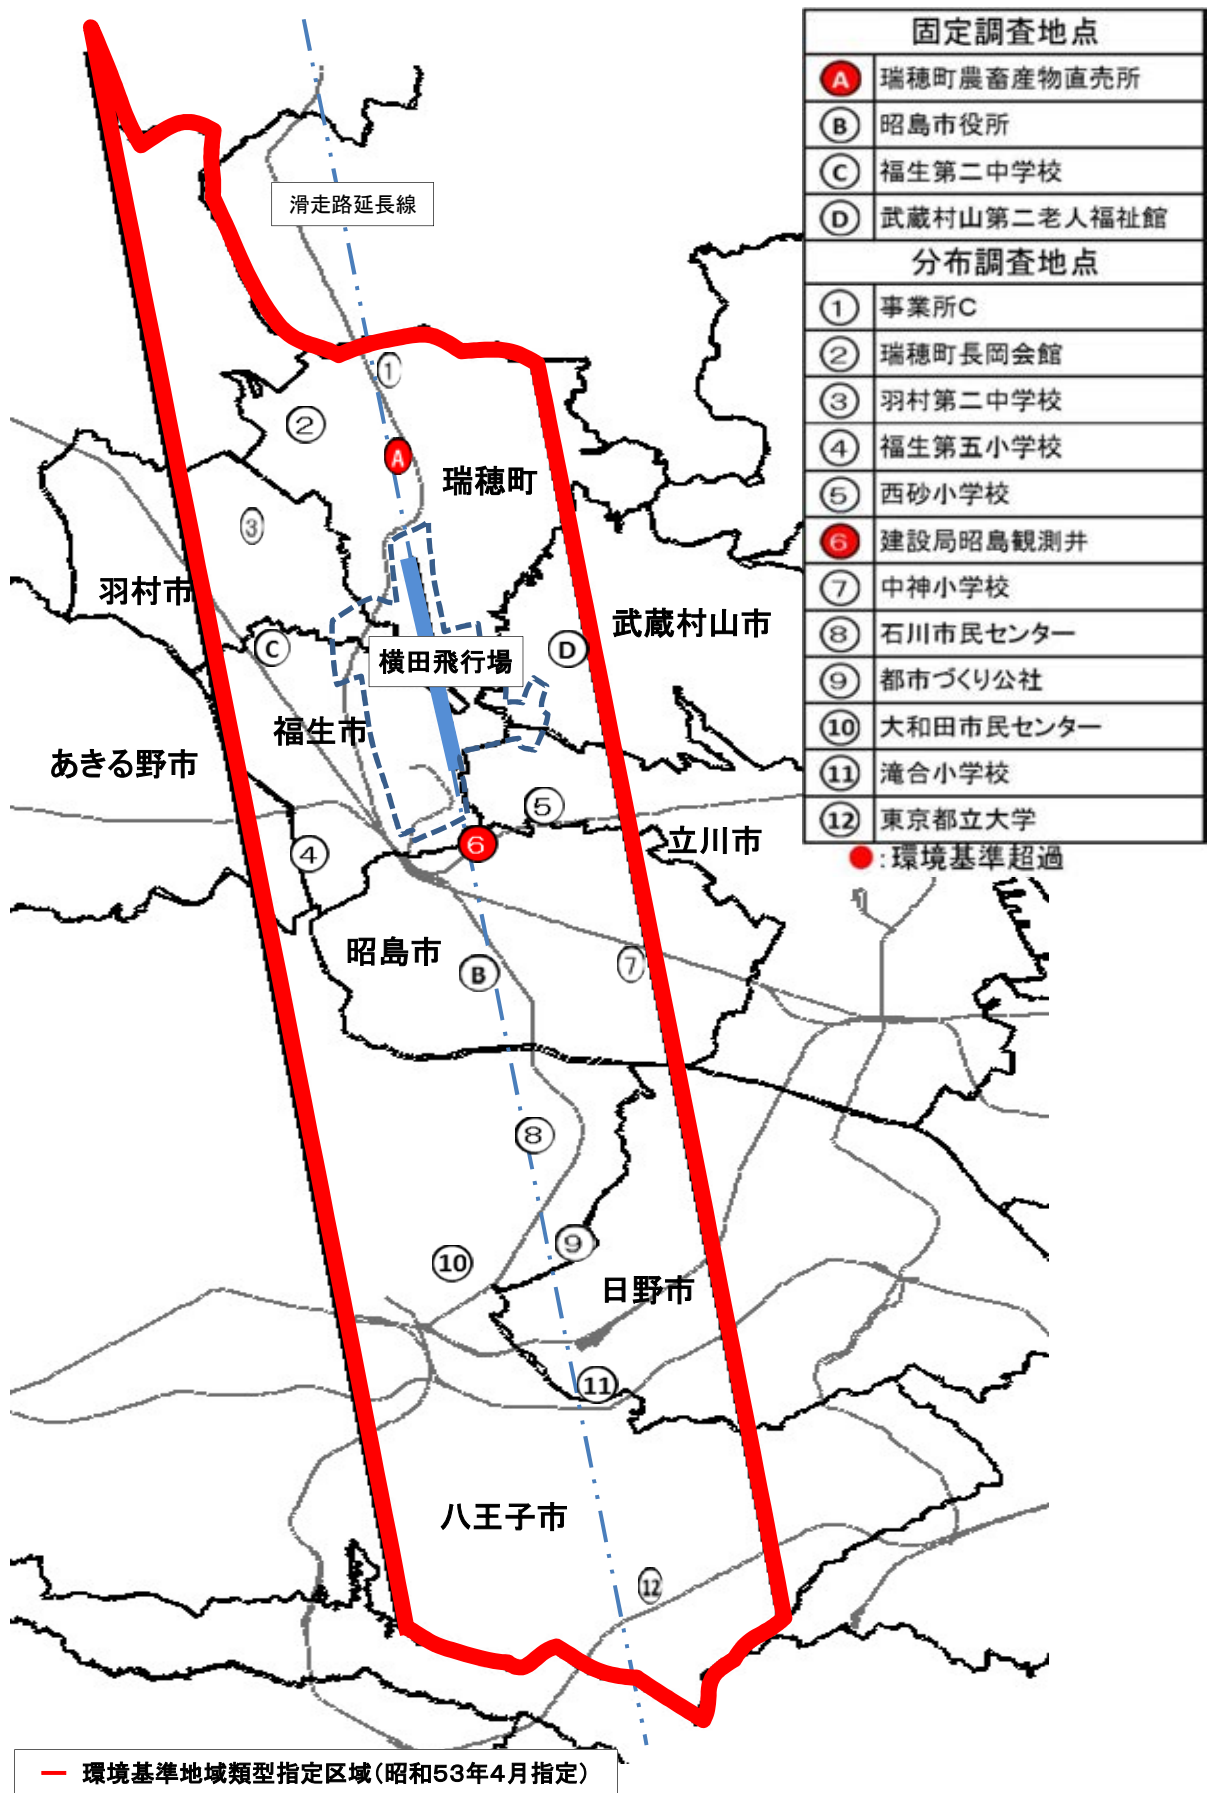 固定調査地点
A 瑞穂町農畜産物直売所
B 昭島市役所
C 福生第二中学校
D 武蔵村山第二老人福祉館
分布調査地点
1 事業所C
2 瑞穂町長岡会館
3 羽村第二中学校
4 福生第五小学校
5 西砂小学校
6 建設局昭島観測井
7 中神小学校
8 石川市民センター
9 都市づくり公社
10 大和田市民センター
11 滝合小学校
12 東京都立大学
●:環境基準超過
滑走路延長線
1
2
A
瑞穂町
3
羽村市
武蔵村山市
C
D
横田飛行場
福生市
あきる野市
5
立川市
6
4
昭島市
B
7
8
9
10
日野市
11
八王子市
12
ー 環境基準地域類型指定区域(昭和53年4月指定)